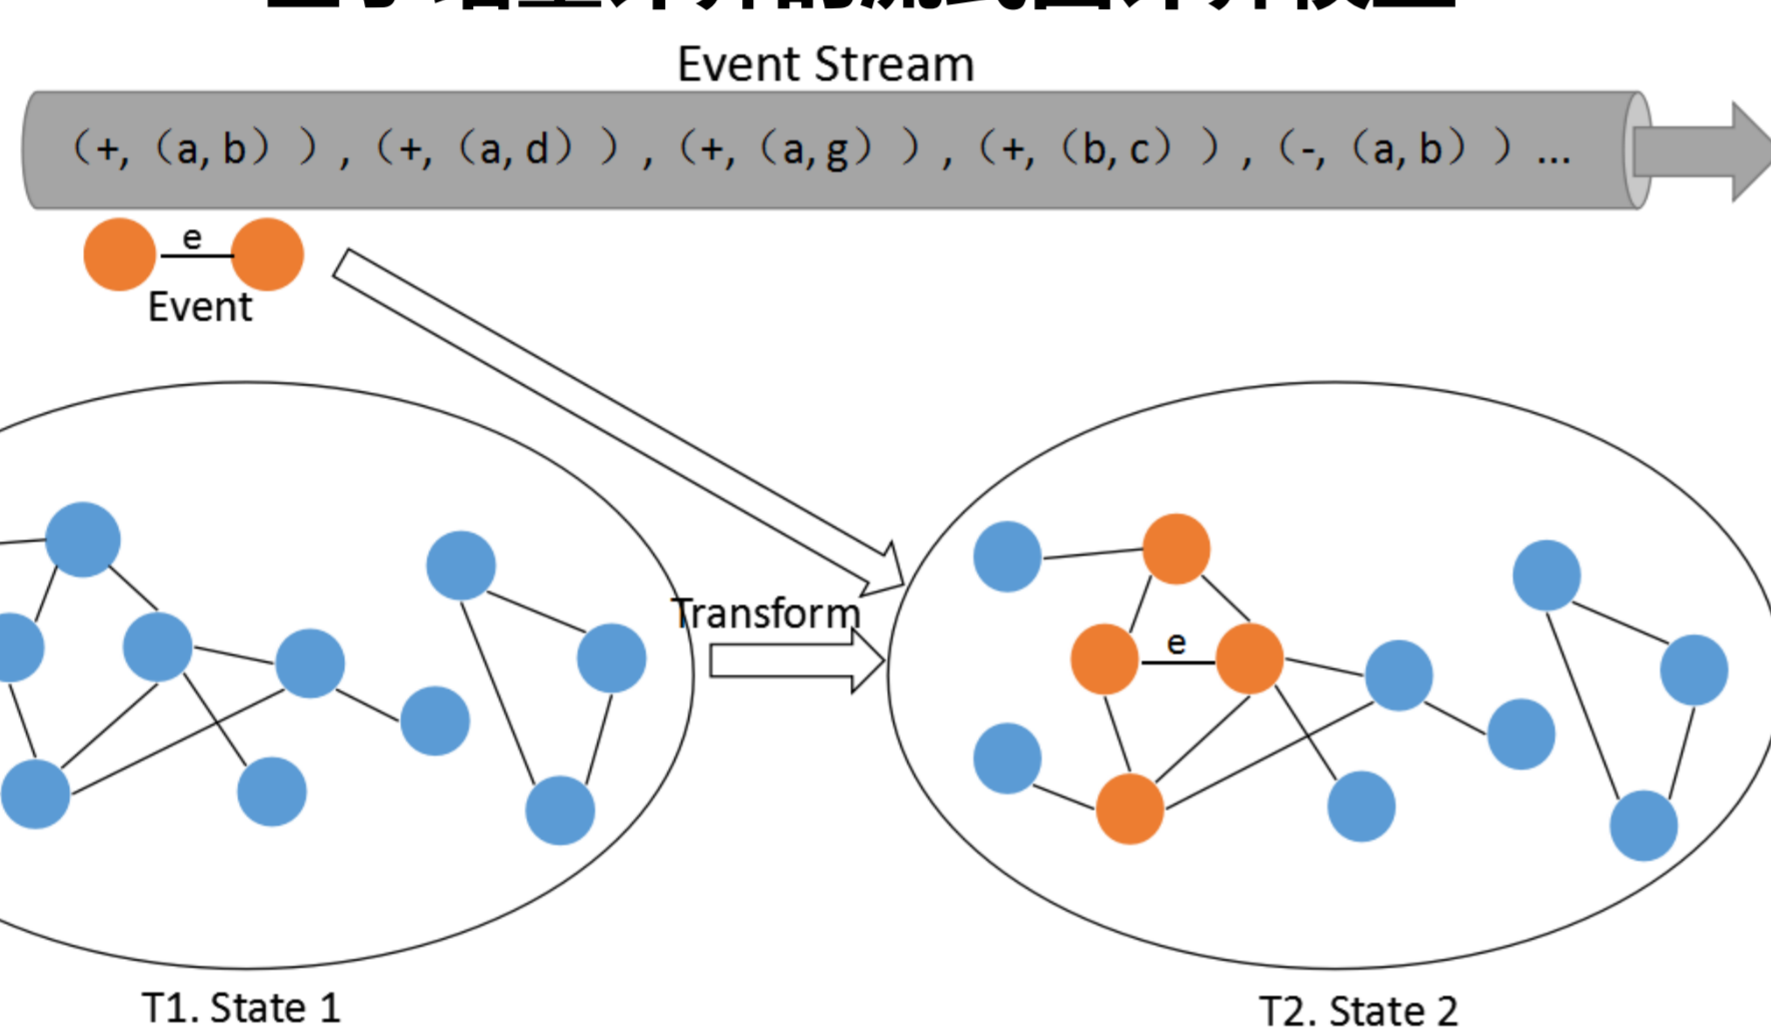 Event Stream
（+,（a, b））,（+,（a, d））,（+,（a,g））,（+,（b, c））,（-,（a, b））...
e
Event
Transform
e
T1. State 1
T2. State 2